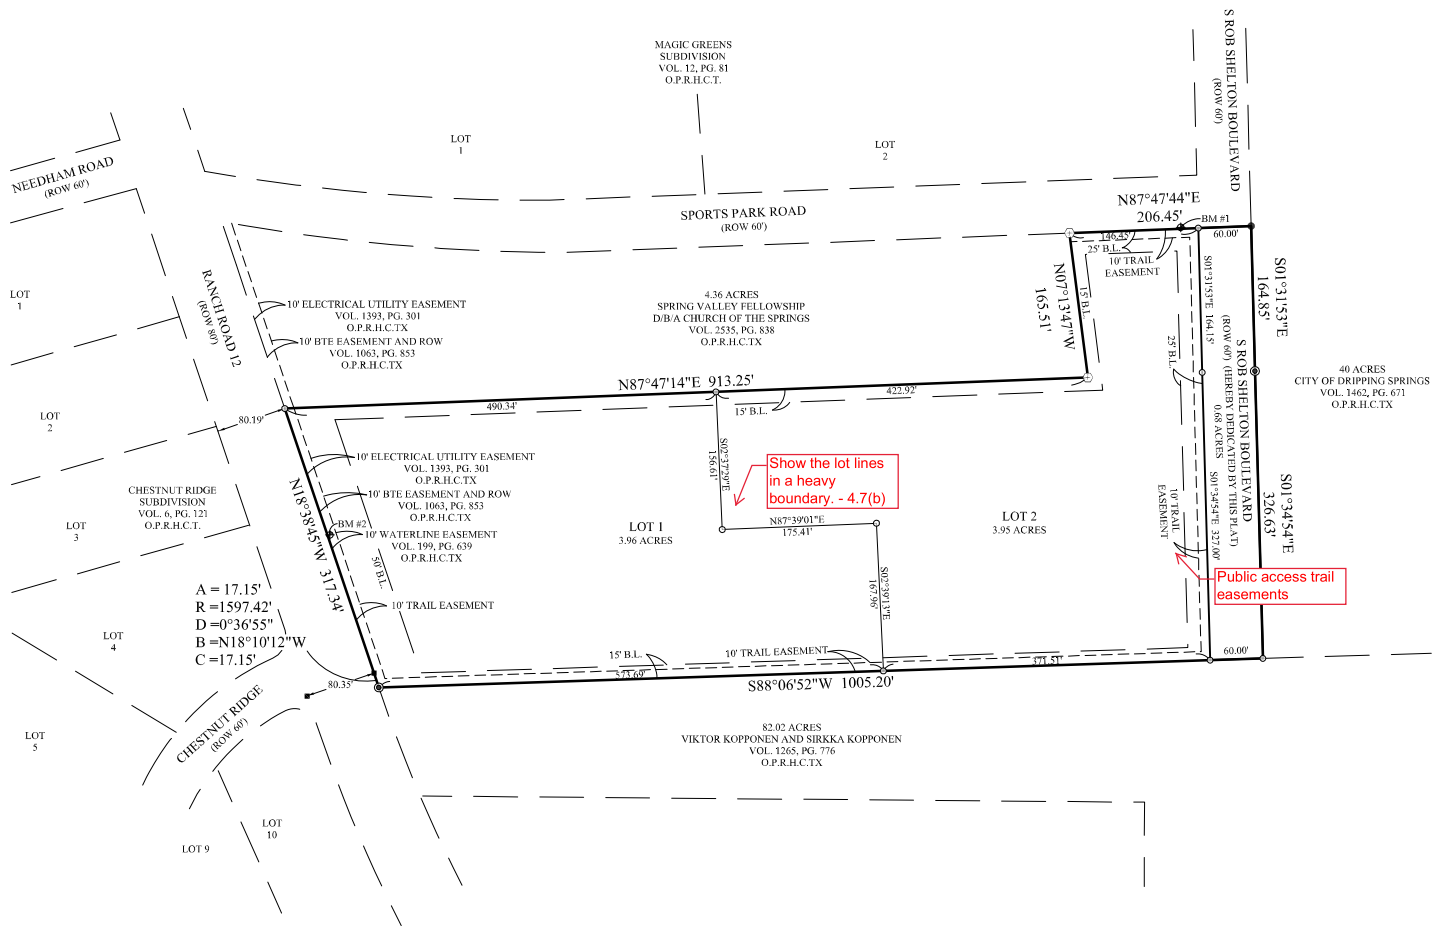 S ROB SHELTON BOULEVARD
(ROW 60')
MAGIC GREENS
SUBDIVISION
VOL. 12, PG. 81
O.P.R.H.C.T.
LOT
1
LOT
2
NEEDHAM ROAD
(ROW 60')
SPORTS PARK ROAD
(ROW 60')
N87°47'44"E
206.45'
BM #1
146.45'
60.00'
25' B.L.
10' TRAIL
EASEMENT
RANCH ROAD 12
(ROW 80')
LOT
1
10' ELECTRICAL UTILITY EASEMENT
VOL. 1393, PG. 301
O.P.R.H.C.TX
10' BTE EASEMENT AND ROW
VOL. 1063, PG. 853
O.P.R.H.C.TX
4.36 ACRES
SPRING VALLEY FELLOWSHIP
D/B/A CHURCH OF THE SPRINGS
VOL. 2535, PG. 838
O.P.R.H.C.TX
N07°13'47"W
165.51'
15' B.L.
S01°31'53"E 164.15'
S01°31'53"E
164.85'
25' B.L.
S ROB SHELTON BOULEVARD
(ROW 60') (HEREBY DEDICATED BY THIS PLAT)
0.68 ACRES
40 ACRES
CITY OF DRIPPING SPRINGS
VOL. 1462, PG. 671
O.P.R.H.C.TX
N87°47'14"E 913.25'
490.34'
422.92'
15' B.L.
80.19'
LOT
2
S02°37'29"E
156.61'
Show the lot lines
in a heavy
boundary. - 4.7(b)
10' ELECTRICAL UTILITY EASEMENT
VOL. 1393, PG. 301
O.P.R.H.C.TX
10' BTE EASEMENT AND ROW
VOL. 1063, PG. 853
O.P.R.H.C.TX
BM #2
10' WATERLINE EASEMENT
VOL. 199, PG. 639
O.P.R.H.C.TX
N18°38'45"W 317.34'
50' B.L.
10' TRAIL EASEMENT
CHESTNUT RIDGE
SUBDIVISION
VOL. 6, PG. 121
O.P.R.H.C.T.
LOT
3
LOT 1
3.96 ACRES
N87°39'01"E
175.41'
LOT 2
3.95 ACRES
S02°39'13"E
167.96'
10' TRAIL
EASEMENT
S01°34'54"E 327.00'
S01°34'54"E
326.63'
Public access trail
easements
A = 17.15'
R =1597.42'
D =0°36'55"
B =N18°10'12"W
C =17.15'
LOT
4
80.35'
CHESTNUT RIDGE
(ROW 60')
LOT
5
15' B.L.
10' TRAIL EASEMENT
573.69'
371.51'
60.00'
S88°06'52"W 1005.20'
82.02 ACRES
VIKTOR KOPPONEN AND SIRKKA KOPPONEN
VOL. 1265, PG. 776
O.P.R.H.C.TX
LOT
10
LOT 9